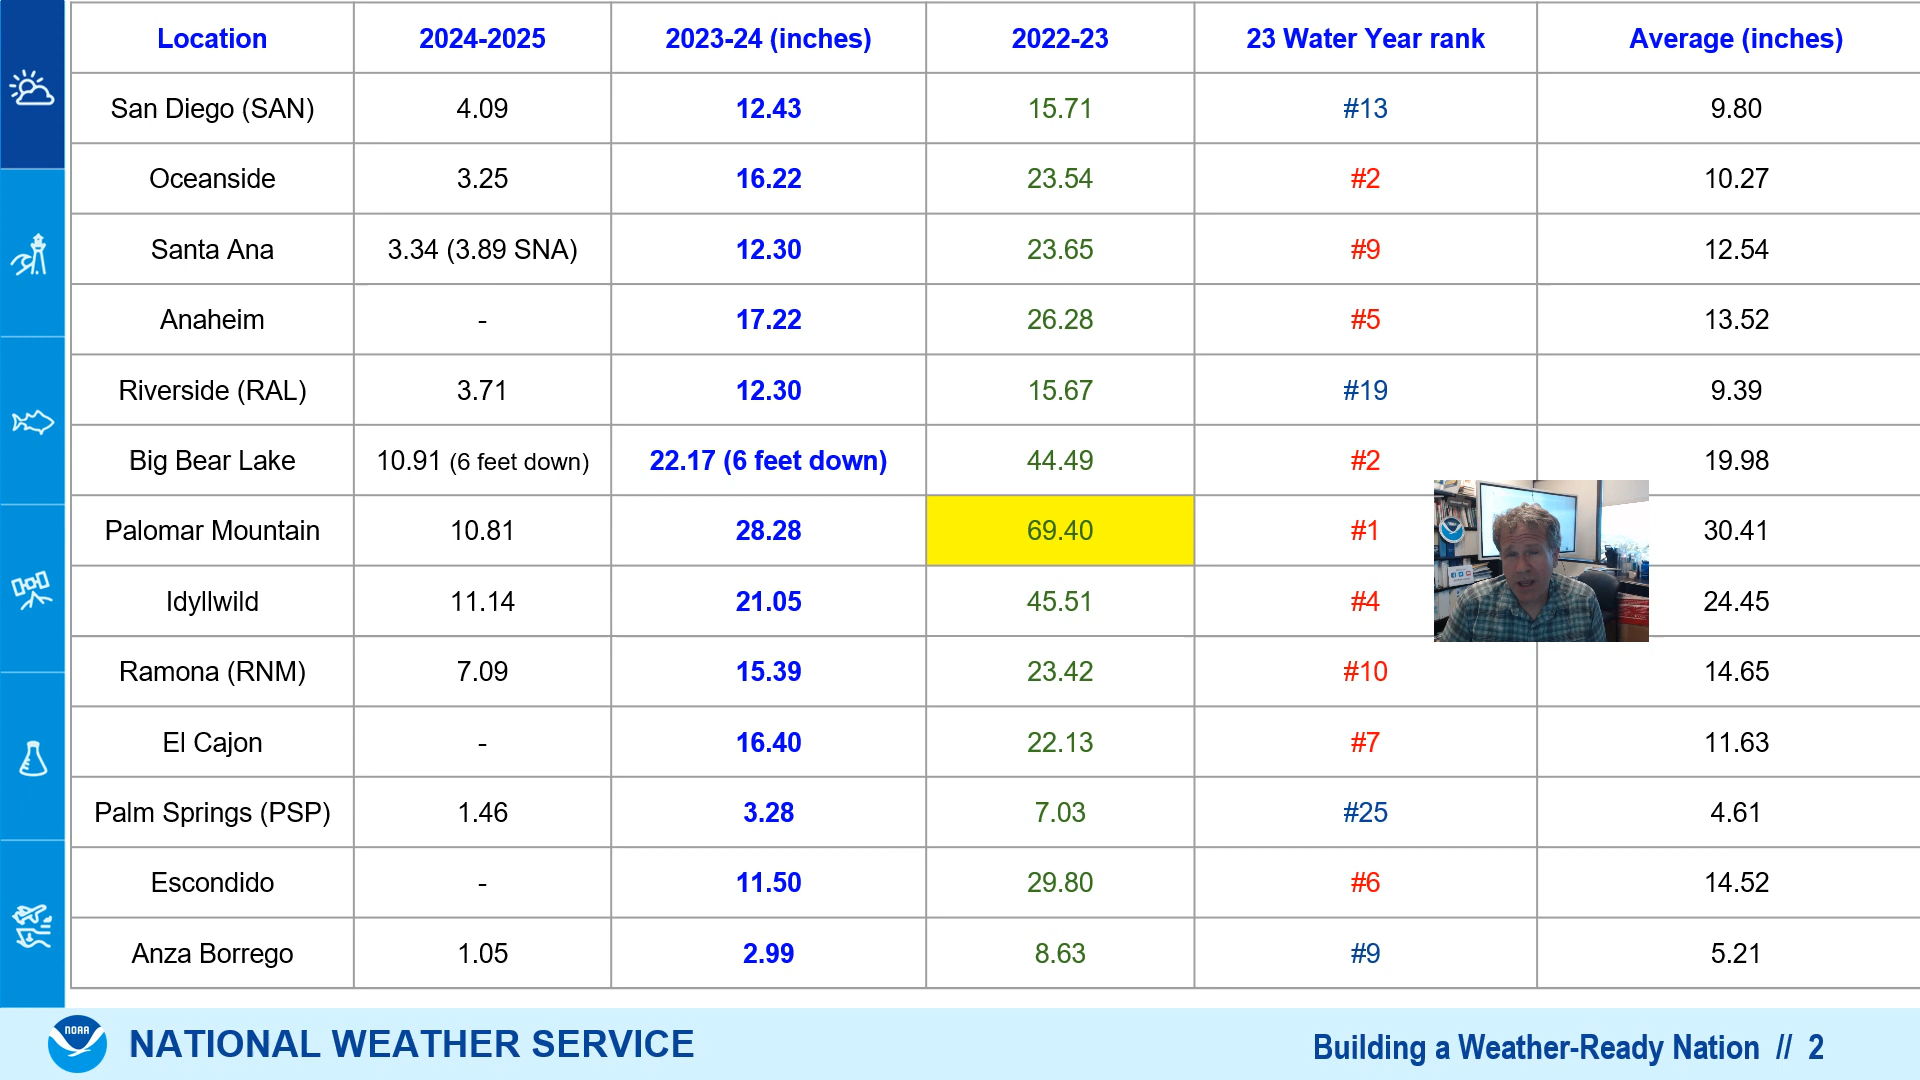 Location 2024-2025 2023-24 (inches) 2022-23 23 Water Year rank Average (inches)
San Diego (SAN) 4.09 12.43 15.71 #13 9.80
Oceanside 3.25 16.22 23.54 #2 10.27
Santa Ana 3.34 (3.89 SNA) 12.30 23.65 #9 12.54
Anaheim - 17.22 26.28 #5 13.52
Riverside (RAL) 3.71 12.30 15.67 #19 9.39
Big Bear Lake 10.91 (6 feet down) 22.17 (6 feet down) 44.49 #2 19.98
Palomar Mountain 10.81 28.28 69.40 #1 30.41
Idyllwild 11.14 21.05 45.51 #4 24.45
Ramona (RNM) 7.09 15.39 23.42 #10 14.65
El Cajon - 16.40 22.13 #7 11.63
Palm Springs (PSP) 1.46 3.28 7.03 #25 4.61
Escondido - 11.50 29.80 #6 14.52
Anza Borrego 1.05 2.99 8.63 #9 5.21
NOAA NATIONAL WEATHER SERVICE Building a Weather-Ready Nation // 2